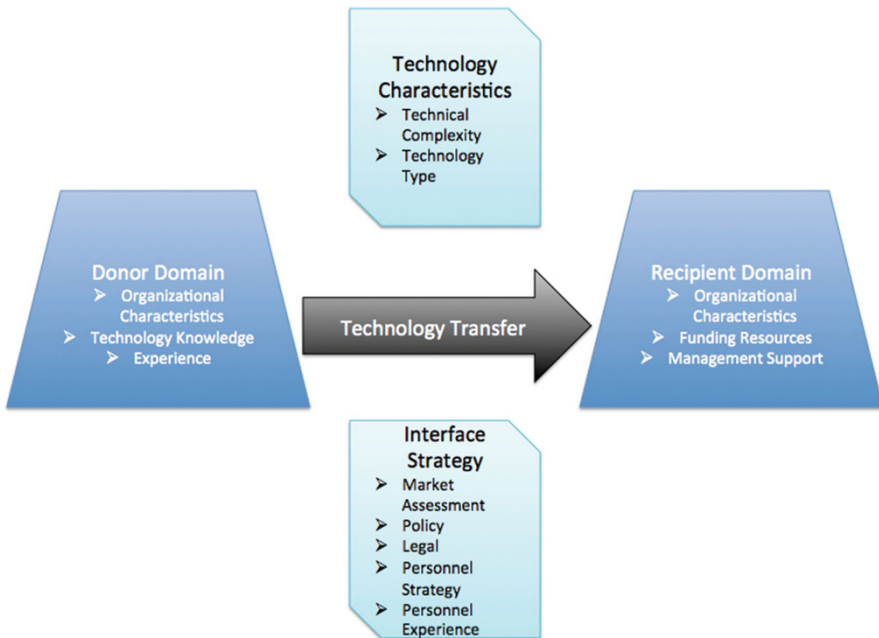 Technology
Characteristics
➢ Technical
Complexity
➢ Technology
Type
Donor Domain
➢ Organizational
Characteristics
➢ Technology Knowledge
➢ Experience
Technology Transfer
Recipient Domain
➢ Organizational
Characteristics
➢ Funding Resources
➢ Management Support
Interface
Strategy
➢ Market
Assessment
➢ Policy
➢ Legal
➢ Personnel
Strategy
➢ Personnel
Experience